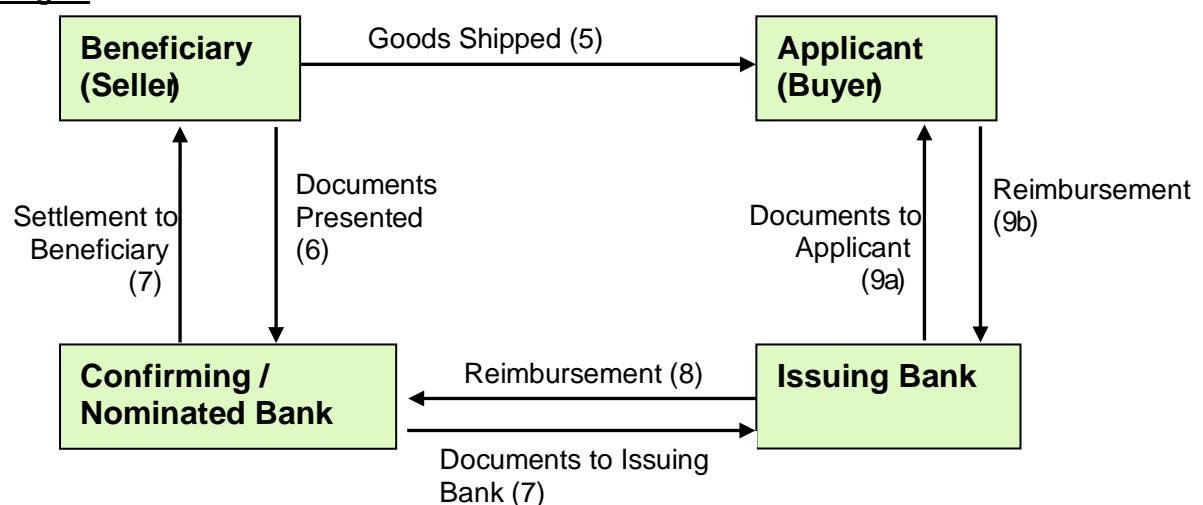 Beneficiary
(Seller)
Goods Shipped (5)
Applicant
(Buyer)
Settlement to
Beneficiary
(7)
Documents
Presented
(6)
Documents to
Applicant
(9a)
Reimbursement
(9b)
Confirming /
Nominated Bank
Reimbursement (8)
Issuing Bank
Documents to Issuing
Bank (7)